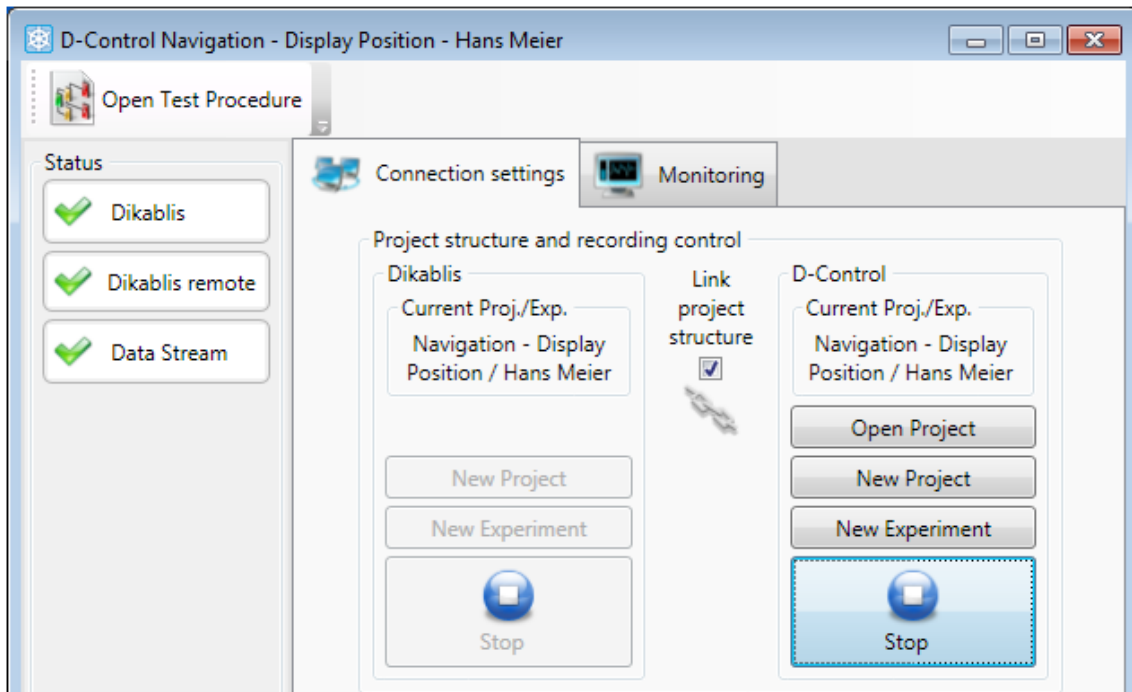 D-Control Navigation - Display Position - Hans Meier
Open Test Procedure
Status
Dikablis
Dikablis remote
Data Stream
Connection settings
Monitoring
Project structure and recording control
Dikablis
Current Proj./Exp.
Navigation - Display
Position / Hans Meier
New Project
New Experiment
Stop
Link
project
structure
D-Control
Current Proj./Exp.
Navigation - Display
Position / Hans Meier
Open Project
New Project
New Experiment
Stop